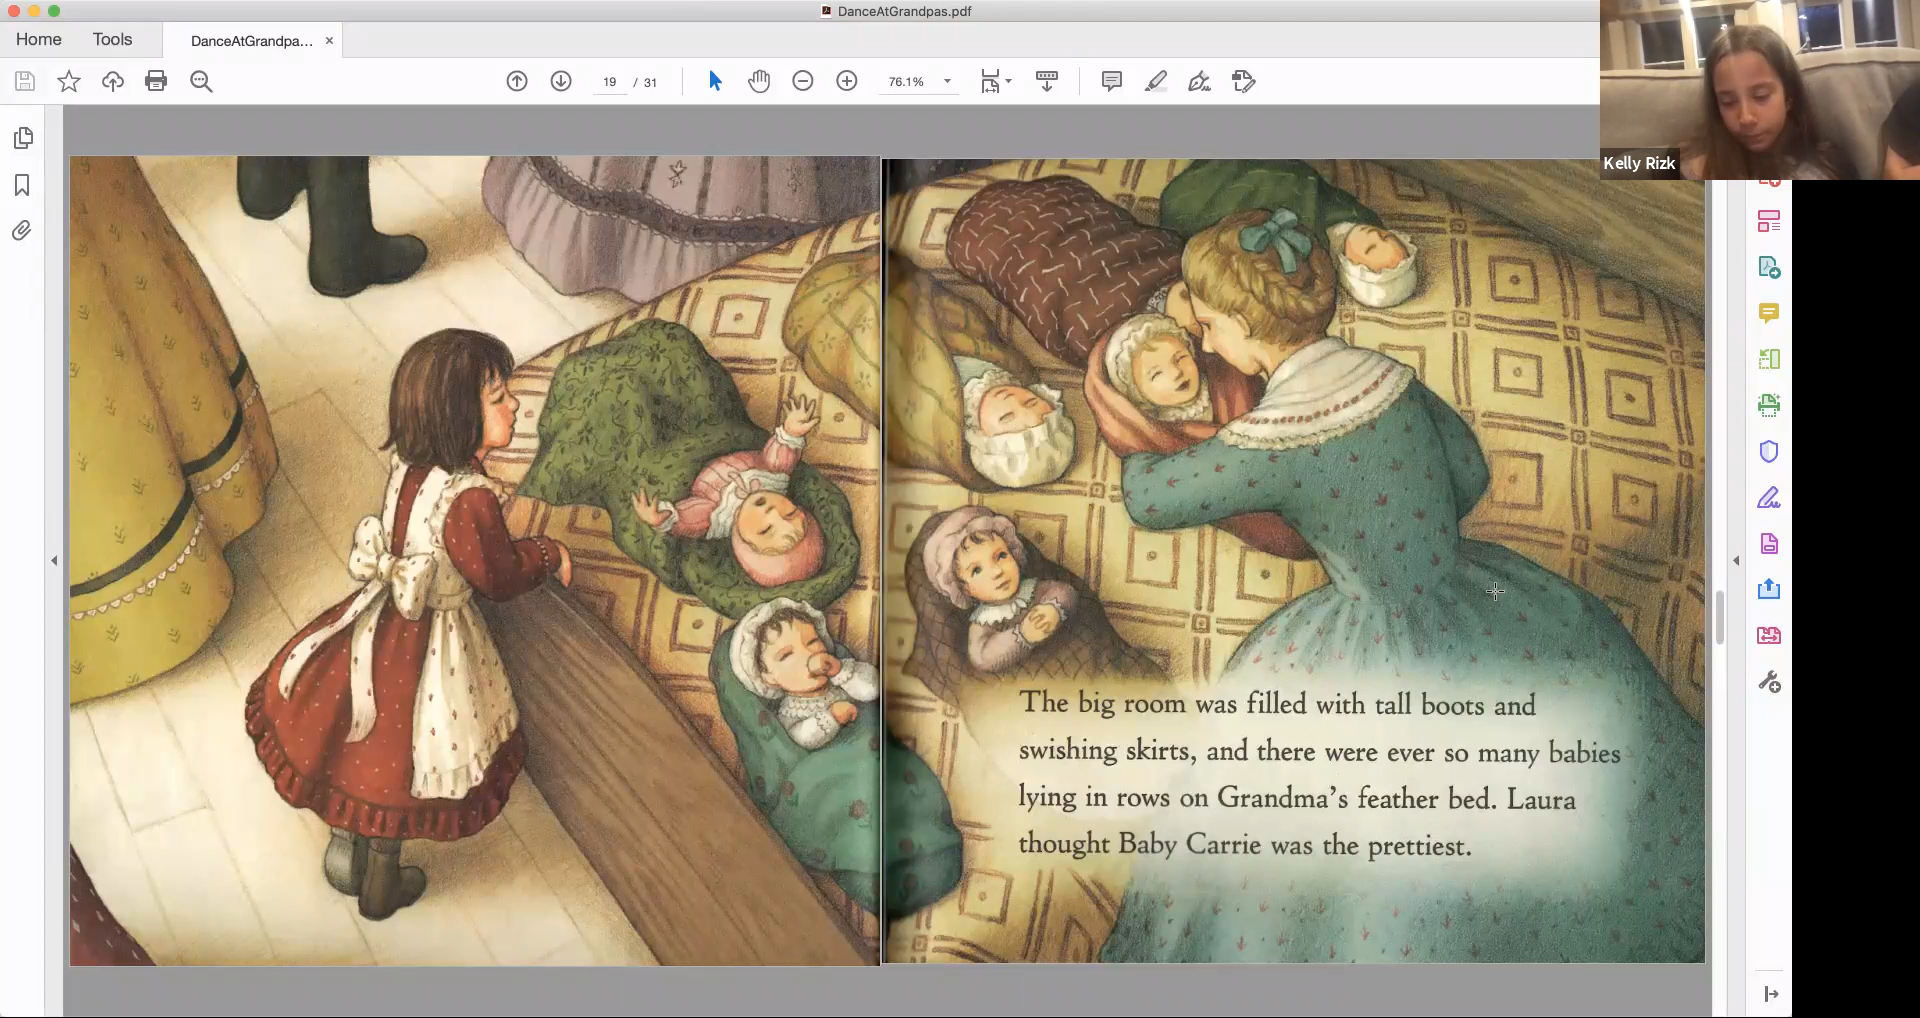 DanceAtGrandpas.pdf
Home
Tools
DanceAtGrandpa...
19 / 31
76.1%
Kelly Rizk
The big room was filled with tall boots and
swishing skirts, and there were ever so many babies
lying in rows on Grandma's feather bed. Laura
thought Baby Carrie was the prettiest.